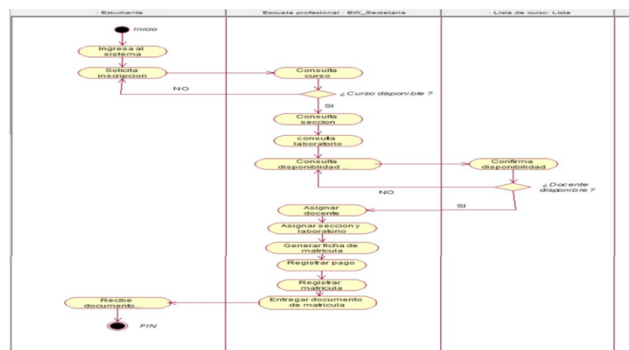 : Estudiante
Escuela profesional : BW_Secretaria
: Lista de curso: Liste
Inicio
Ingresa al
sistema
Solicita
inscripcion
Consulta
curso
NO
¿Curso disponible ?
SI
Consulta
seccion
consulta
laboratorio
Consulta
disponiblidad ...
Confirma
disponibilidad
NO
¿Docente
disponible ?
SI
Asignar
docente
Asignar seccion y
laboratorio
Generar ficha de
matricula
Registrar pago
Registrar
matricula
Entregar documento
de matricula
Recibe
documento...
FIN